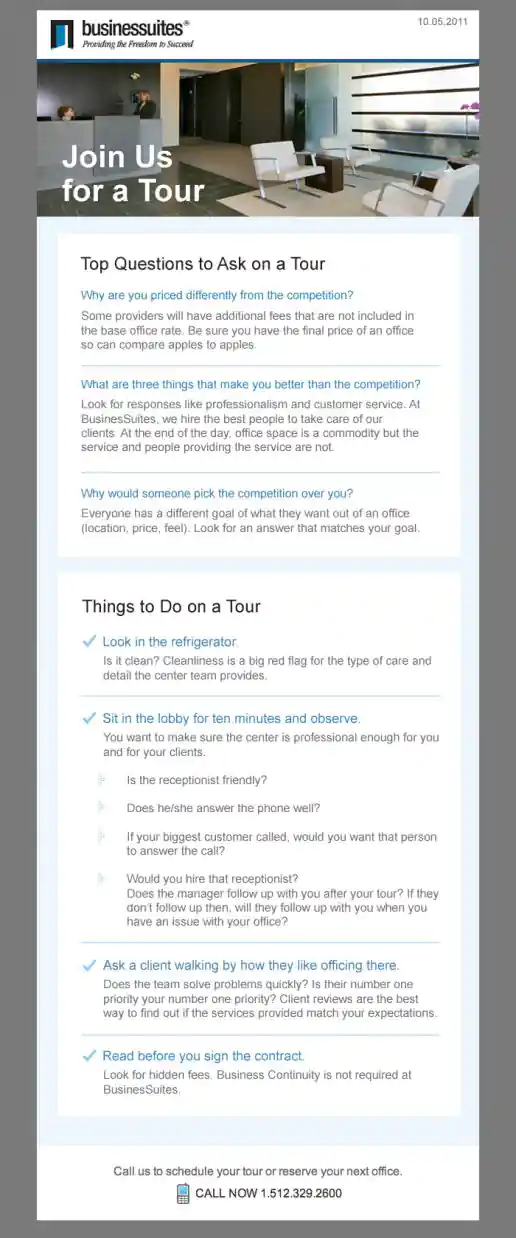 businessuites®
Providing the Freedom to Succeed
10.05.2011
Join Us
for a Tour
Top Questions to Ask on a Tour
Why are you priced differently from the competition?
Some providers will have additional fees that are not included in
the base office rate. Be sure you have the final price of an office
so can compare apples to apples.
What are three things that make you better than the competition?
Look for responses like professionalism and customer service. At
BusinesSuites, we hire the best people to take care of our
clients. At the end of the day, office space is a commodity but the
service and people providing the service are not.
Why would someone pick the competition over you?
Everyone has a different goal of what they want out of an office
(location, price, feel). Look for an answer that matches your goal.
Things to Do on a Tour
Look in the refrigerator.
Is it clean? Cleanliness is a big red flag for the type of care and
detail the center team provides.
Sit in the lobby for ten minutes and observe.
You want to make sure the center is professional enough for you
and for your clients.
Is the receptionist friendly?
Does he/she answer the phone well?
If your biggest customer called, would you want that person
to answer the call?
Would you hire that receptionist?
Does the manager follow up with you after your tour? If they
don't follow up then, will they follow up with you when you
have an issue with your office?
Ask a client walking by how they like officing there.
Does the team solve problems quickly? Is their number one
priority your number one priority? Client reviews are the best
way to find out if the services provided match your expectations.
Read before you sign the contract.
Look for hidden fees. Business Continuity is not required at
BusinesSuites.
Call us to schedule your tour or reserve your next office.
CALL NOW 1.512.329.2600